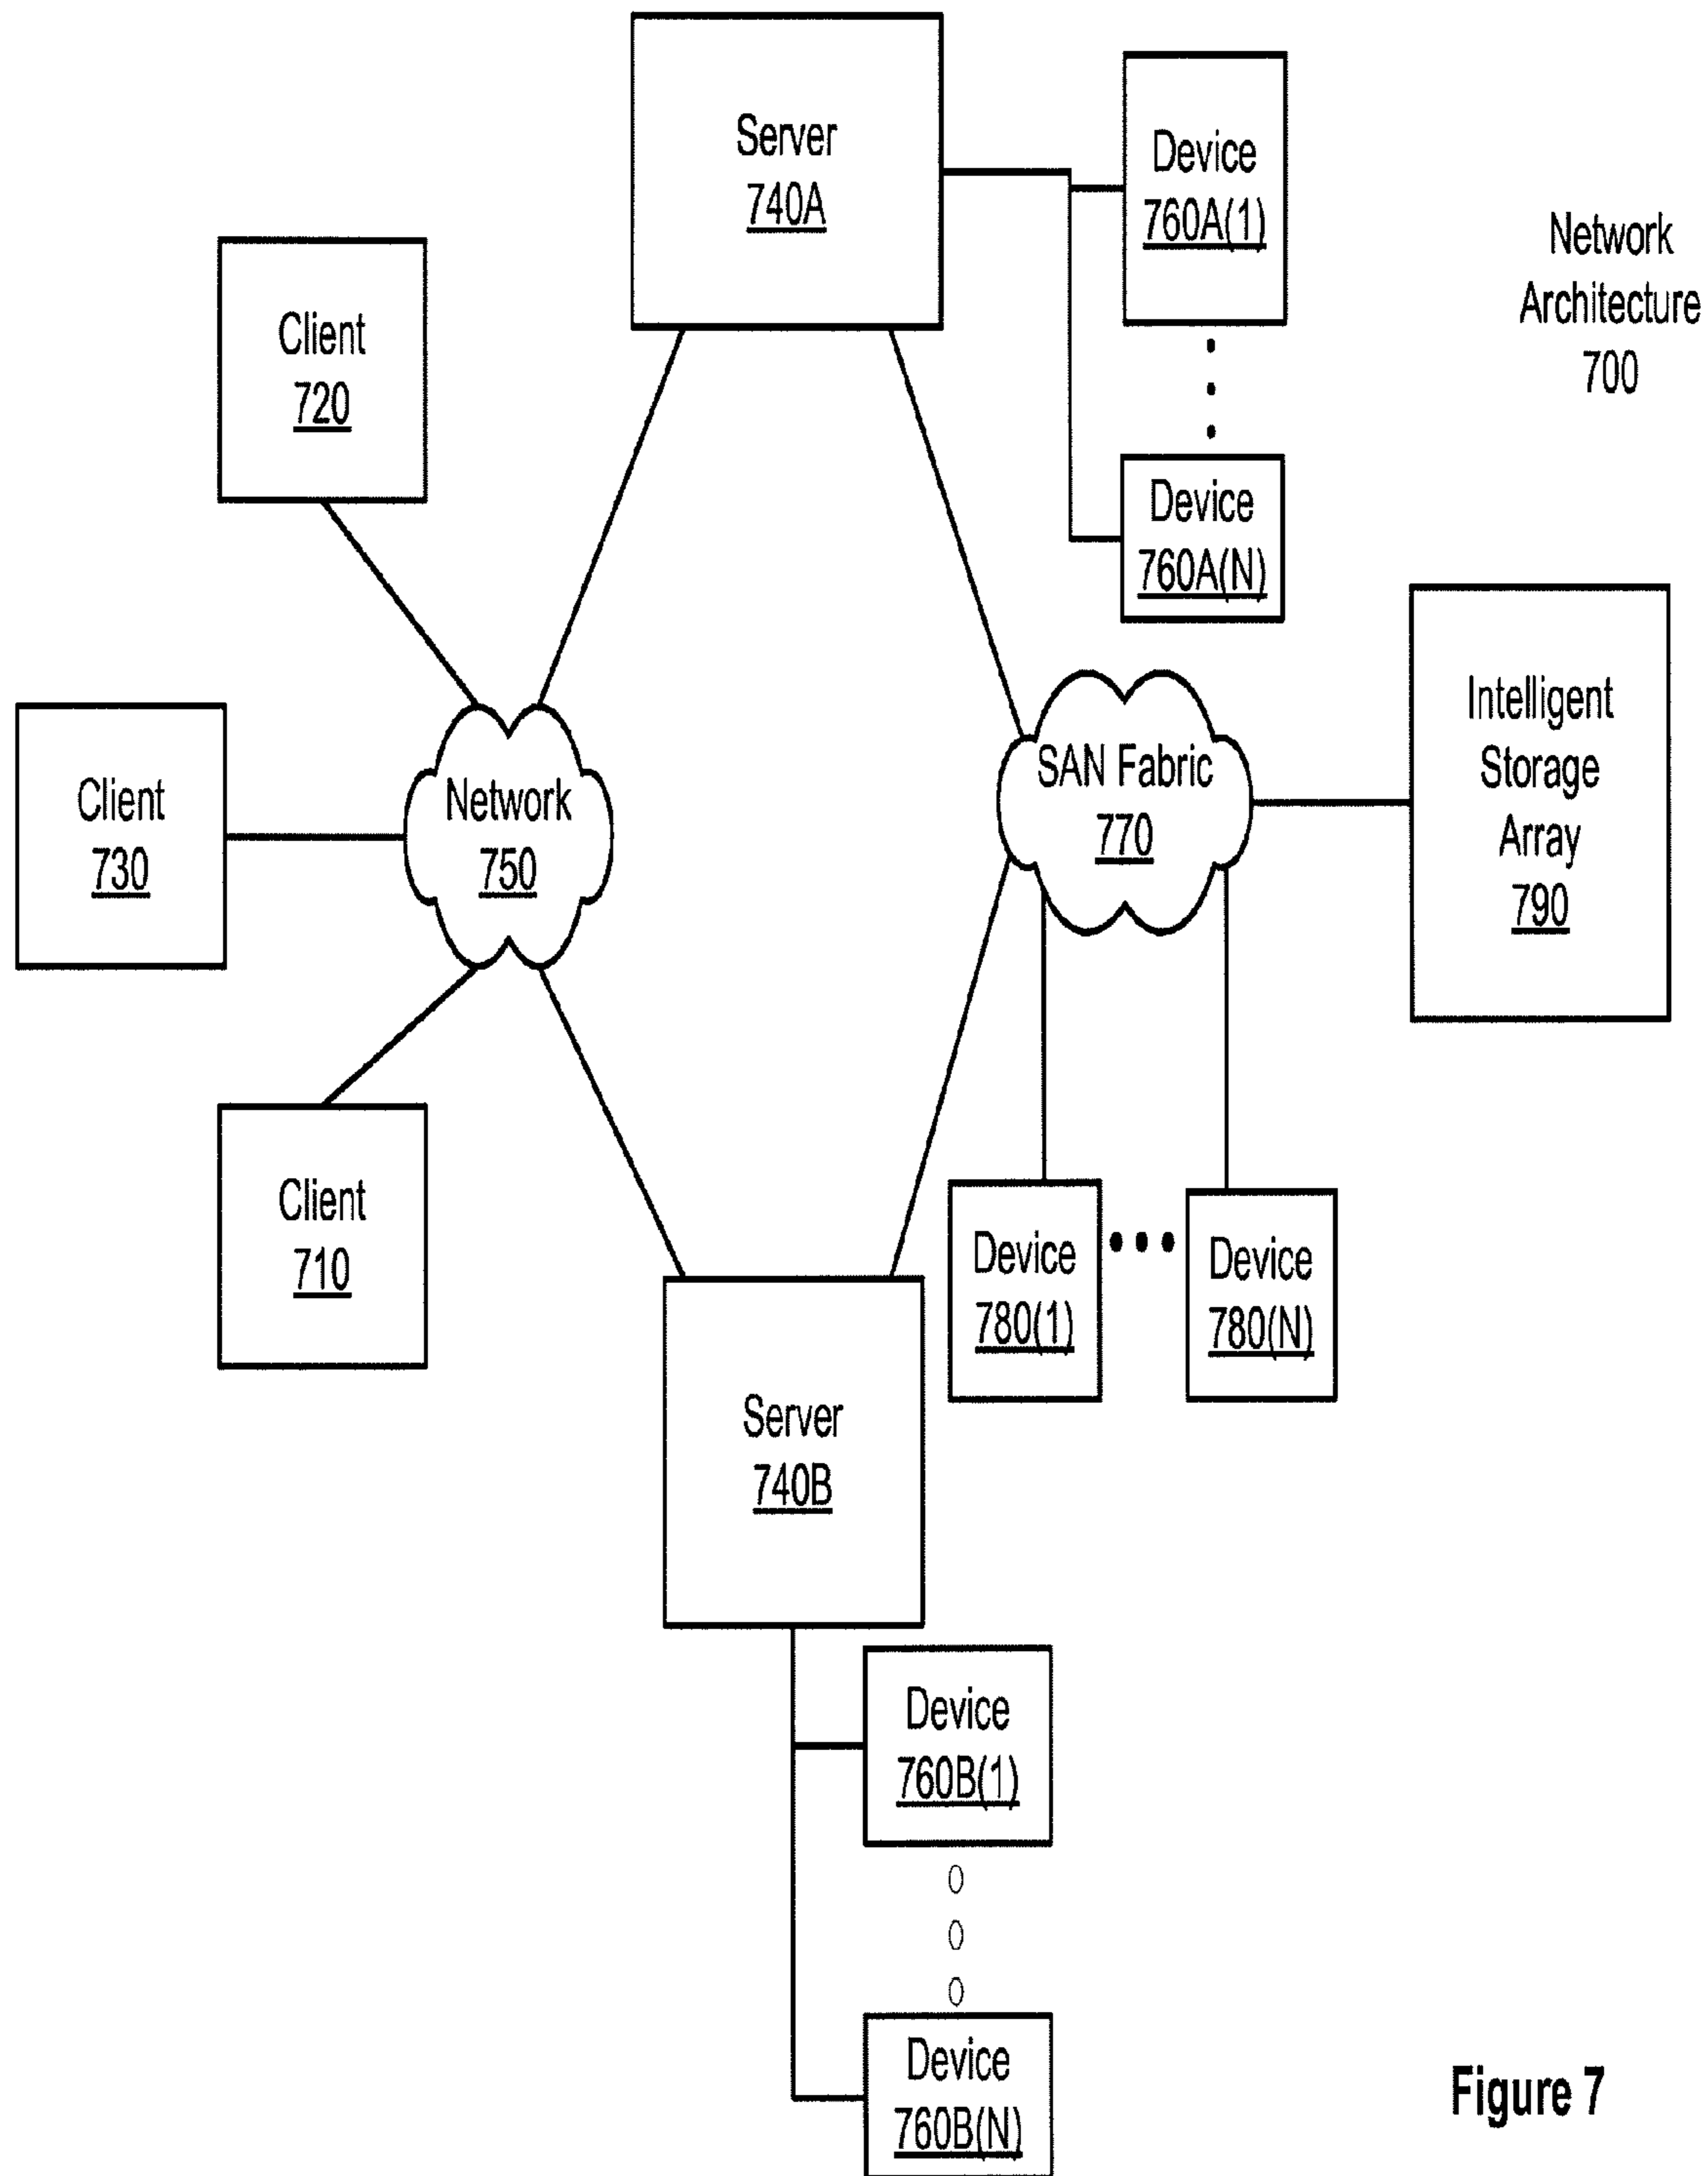 Server
740A
Device
760A(1)
Network
Architecture
700
Client
720
Device
760A(N)
Client
730
Network
750
SAN Fabric
770
Intelligent
Storage
Array
790
Client
710
Device
780(1)
Device
780(N)
Server
740B
Device
760B(1)
Device
760B(N)
Figure 7